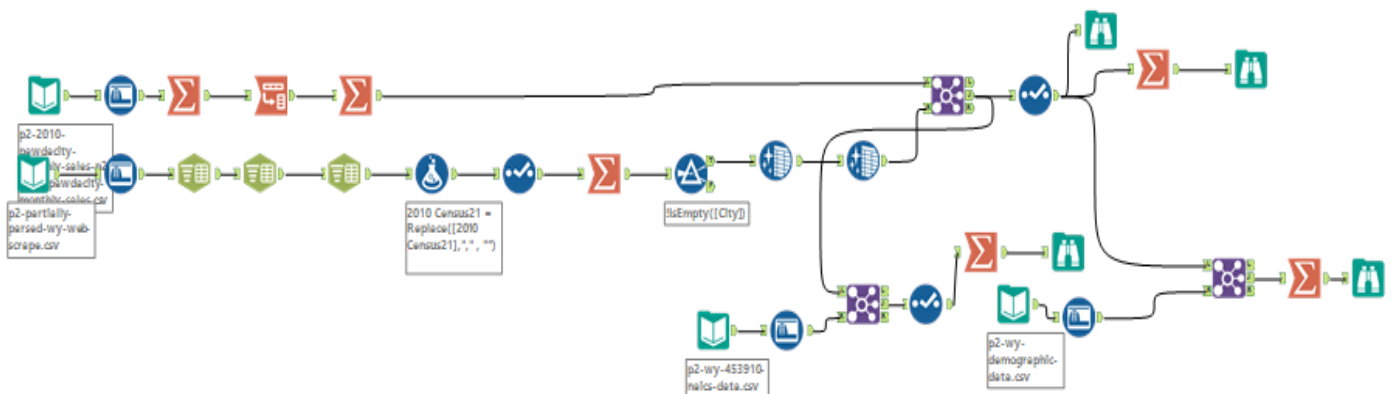 p2-2010-
pawdacity-
monthly-sales.csv
p2-partially-
parsed-wy-web-
scrape.csv
2010 Census21 =
Replace([2010
Census21],",", "")
!IsEmpty([City])
p2-wy-453910-
naics-data.csv
p2-wy-
demographic-
data.csv